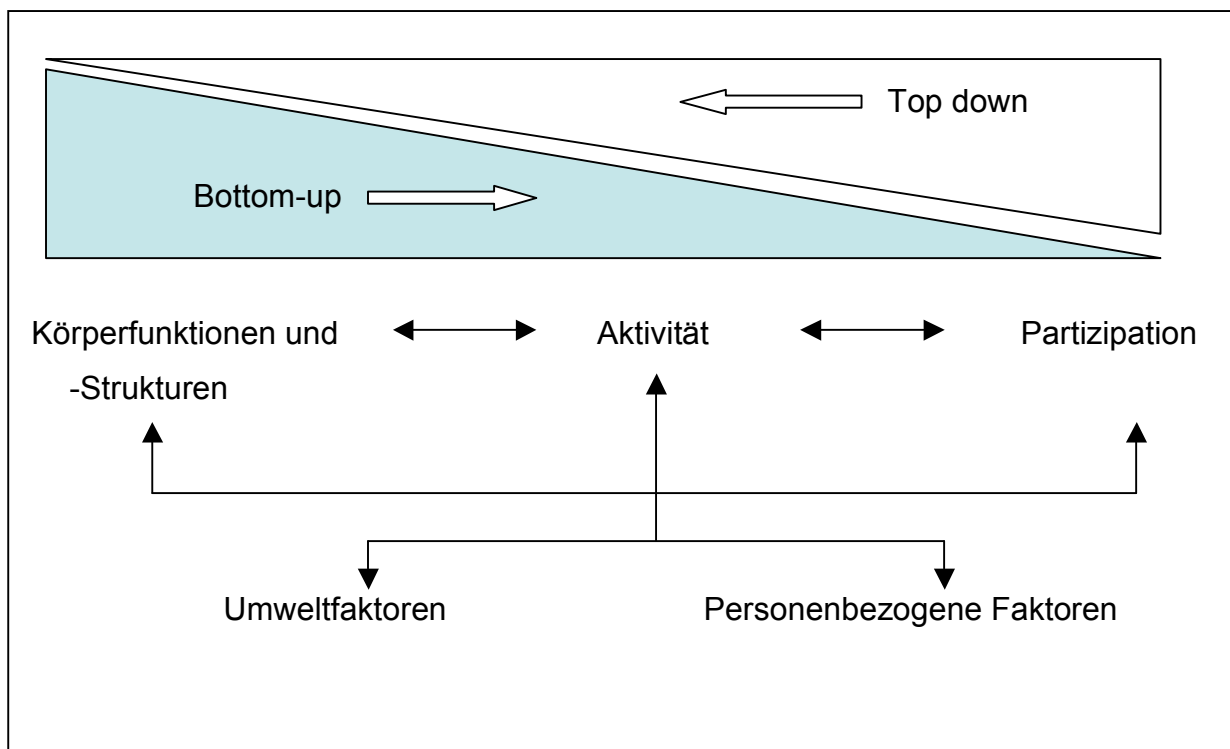 Top down
Bottom-up
Körperfunktionen und
-Strukturen
Aktivität
Partizipation
Umweltfaktoren
Personenbezogene Faktoren